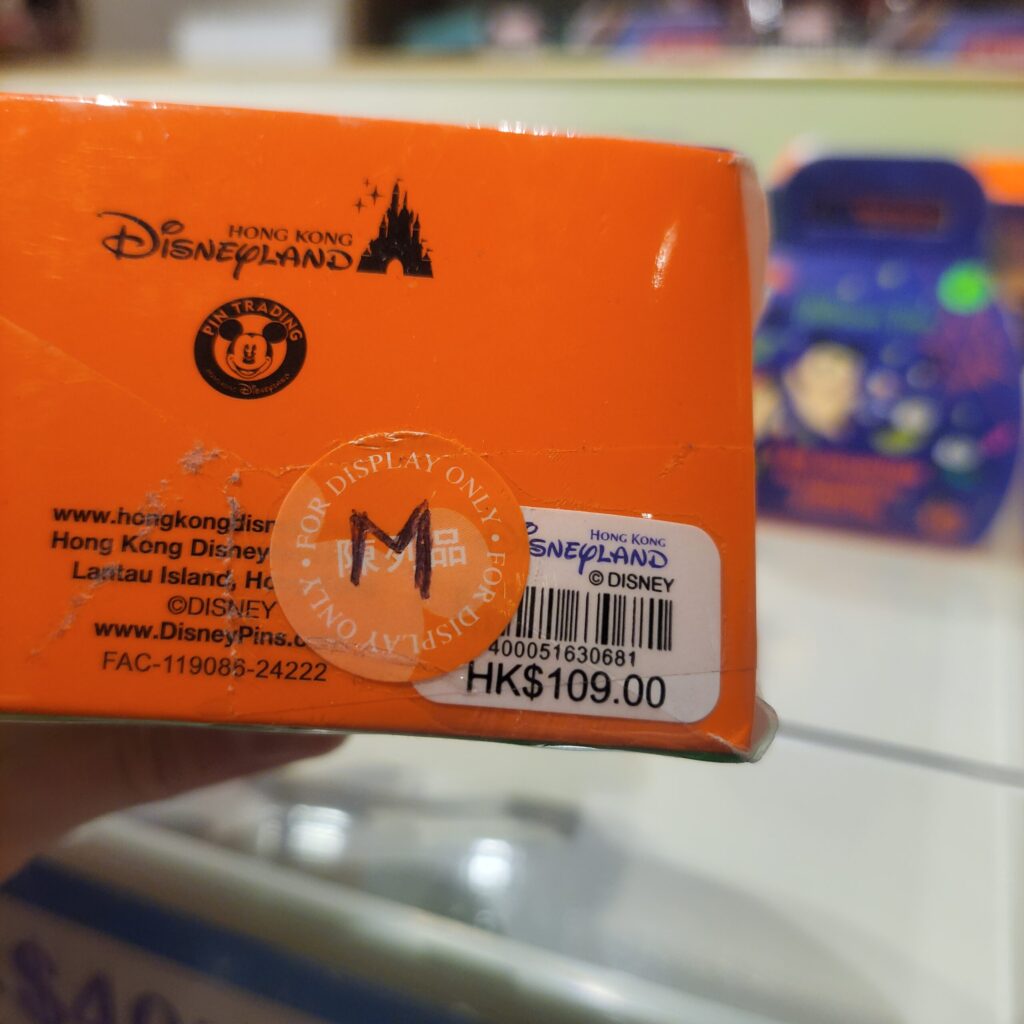 HONG KONG
DISNEYLAND
PIN TRADING
www.hongkongdisn
Hong Kong Disney
Lantau Island, Ho
©DISNEY
www.DisneyPins.c
FAC-119086-24222
· FOR DISPLAY ONLY · FOR DISPLAY ONLY
陳列品
M
HONG KONG
DISNEYLAND
© DISNEY
400051630681
HK$109.00